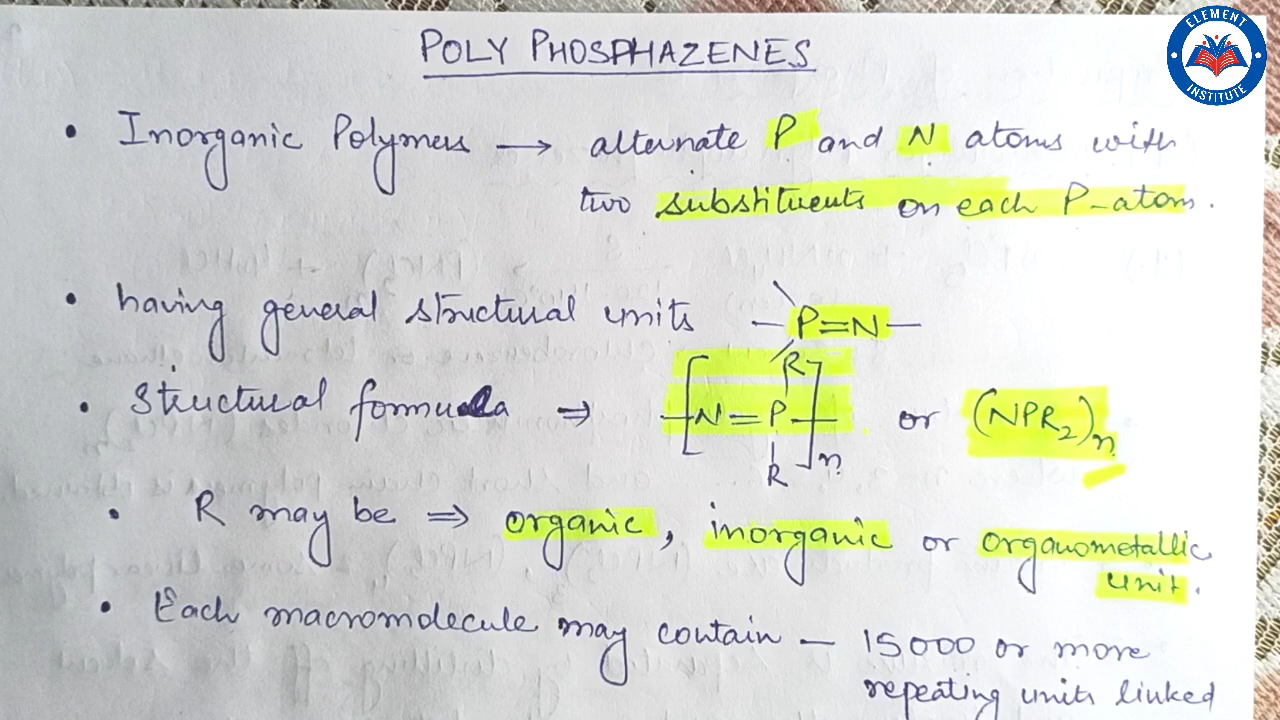 POLY PHOSPHAZENES
ELEMENT INSTITUTE
• Inorganic Polymers → alternate P and N atoms with
two substituents on each P-atom.
• having general structural units —P=N—
• Structural formula ⇒ [N=P]n or (NPR2)n
R
R
• R may be ⇒ organic, inorganic or organometallic
unit.
• Each macromolecule may contain — 15000 or more
repeating units linked